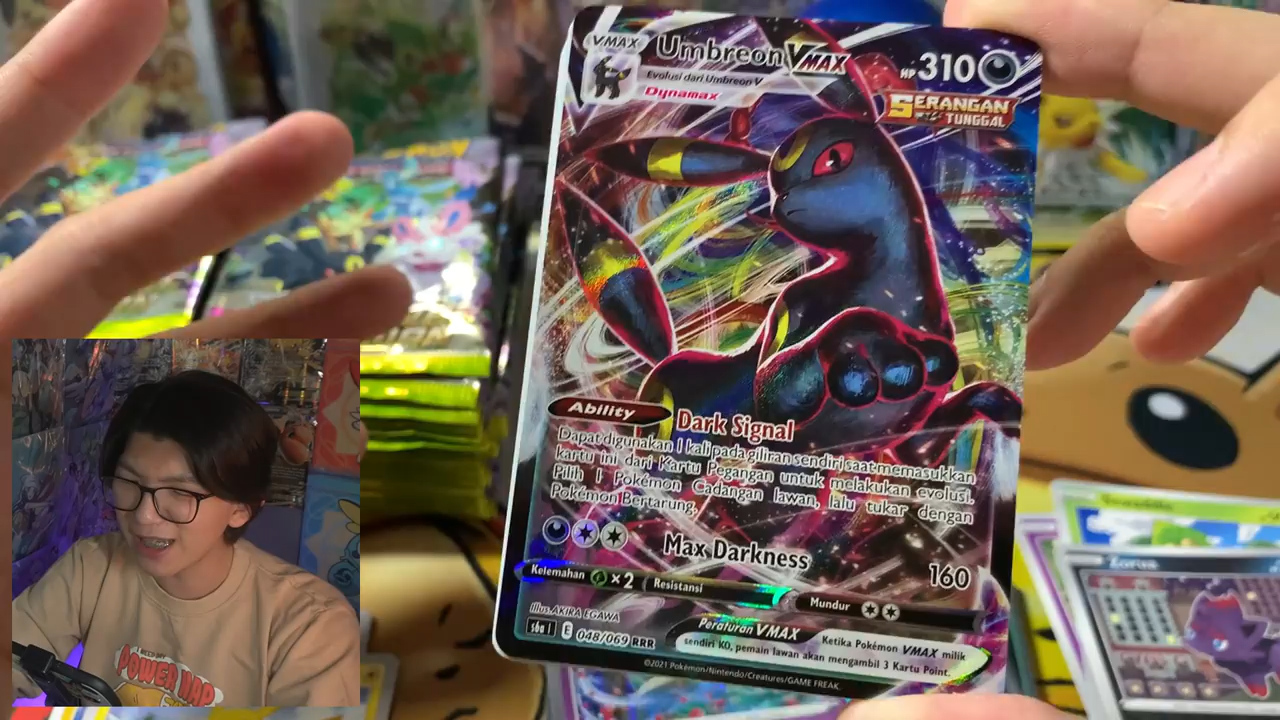 VMAX
Umbreon VMAX
HP 310
Evolusi dari Umbreon V
Dynamax
SERANGAN
TUNGGAL
Ability
Dark Signal
Dapat digunakan 1 kali pada giliran sendiri saat memasukkan
kartu ini dari Kartu Pegangan untuk melakukan evolusi.
Pilih 1 Pokémon Cadangan lawan, lalu tukar dengan
Pokémon Bertarung.
Max Darkness
160
Kelemahan x2
Resistansi
Mundur
Illus. AKIRA EGAWA
s6a I E 048/069 RRR
Peraturan VMAX
Ketika Pokémon VMAX milik
sendiri KO, pemain lawan akan mengambil 3 Kartu Point.
©2021 Pokémon/Nintendo/Creatures/GAME FREAK.
Zorua
POWER NAP